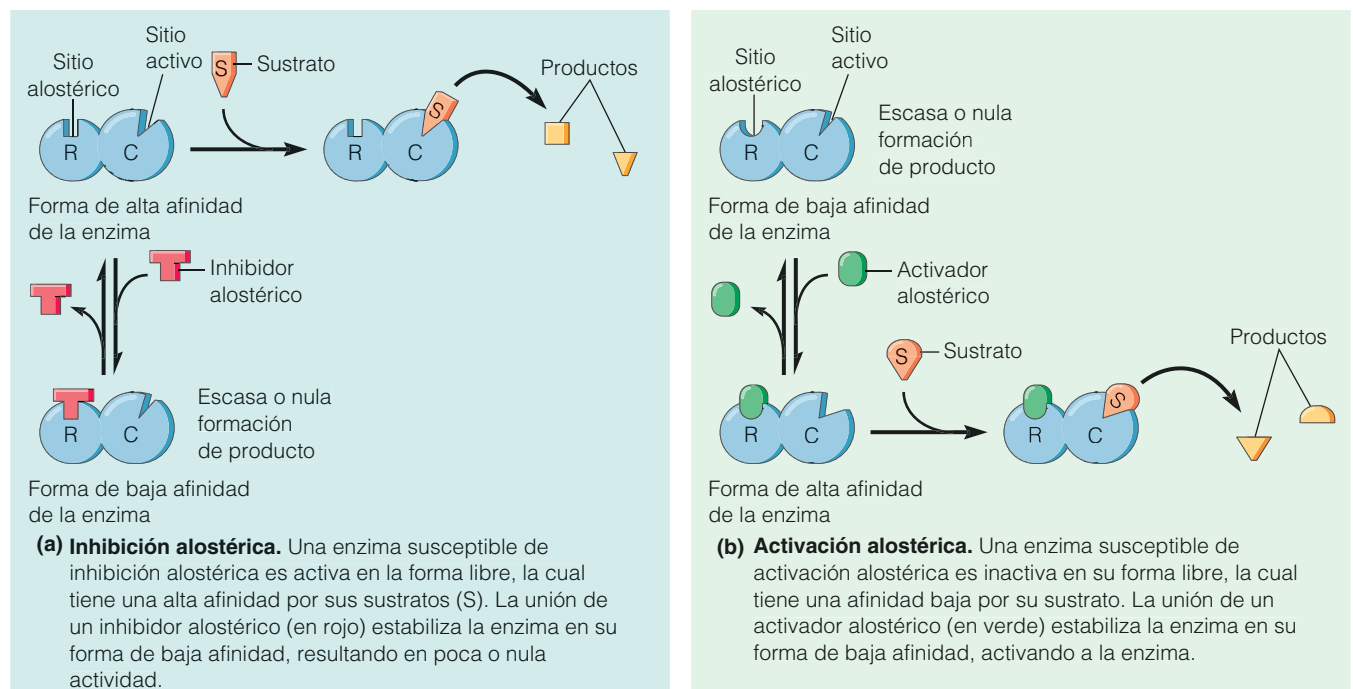 Sitio
activo
Sitio
alostérico
S
Sustrato
Productos
R
C
S
R
C
Forma de alta afinidad
de la enzima
Inhibidor
alostérico
R
C
Escasa o nula
formación
de producto
Forma de baja afinidad
de la enzima
(a) Inhibición alostérica. Una enzima susceptible de
inhibición alostérica es activa en la forma libre, la cual
tiene una alta afinidad por sus sustratos (S). La unión de
un inhibidor alostérico (en rojo) estabiliza la enzima en su
forma de baja afinidad, resultando en poca o nula
actividad.
Sitio
alostérico
Sitio
activo
R
C
Escasa o nula
formación
de producto
Forma de baja afinidad
de la enzima
Activador
alostérico
S
Sustrato
Productos
R
C
R
C
S
Forma de alta afinidad
de la enzima
(b) Activación alostérica. Una enzima susceptible de
activación alostérica es inactiva en su forma libre, la cual
tiene una afinidad baja por su sustrato. La unión de un
activador alostérico (en verde) estabiliza la enzima en su
forma de baja afinidad, activando a la enzima.